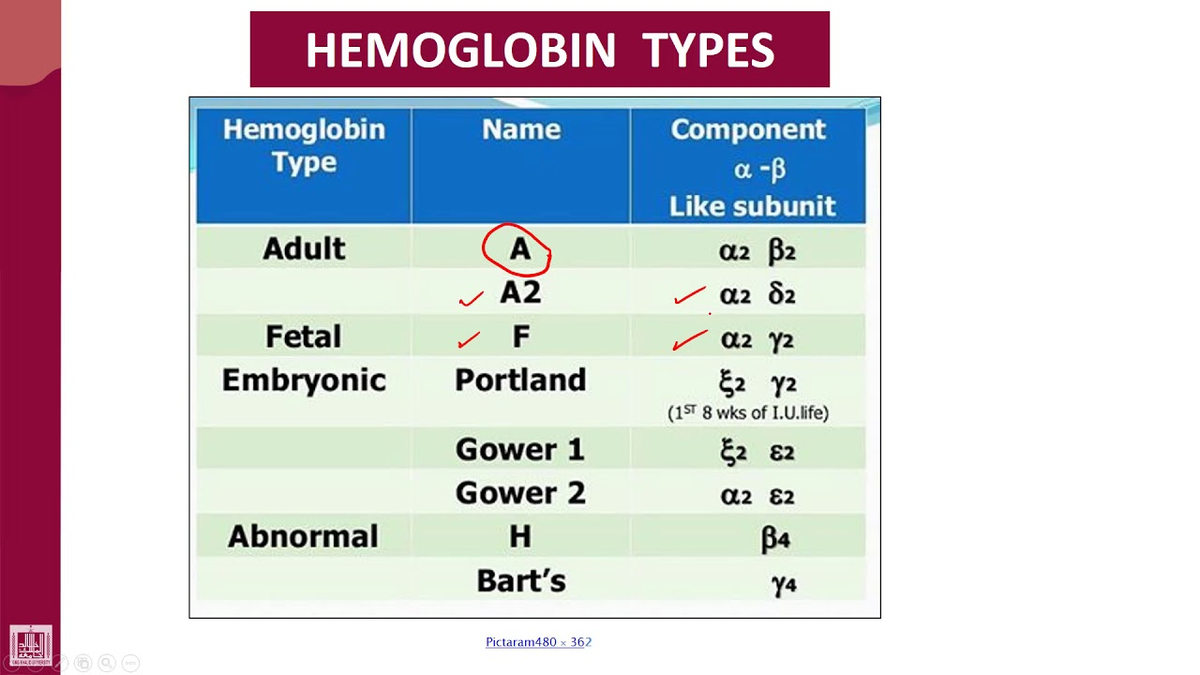 HEMOGLOBIN TYPES
Hemoglobin Type
Name
Component
α -β
Like subunit
Adult A α2 β2
A2 α2 δ2
Fetal F α2 γ2
Embryonic Portland ξ2 γ2
(1ST 8 wks of I.U.life)
Gower 1 ξ2 ε2
Gower 2 α2 ε2
Abnormal H β4
Bart's γ4
Pictaram480 × 362